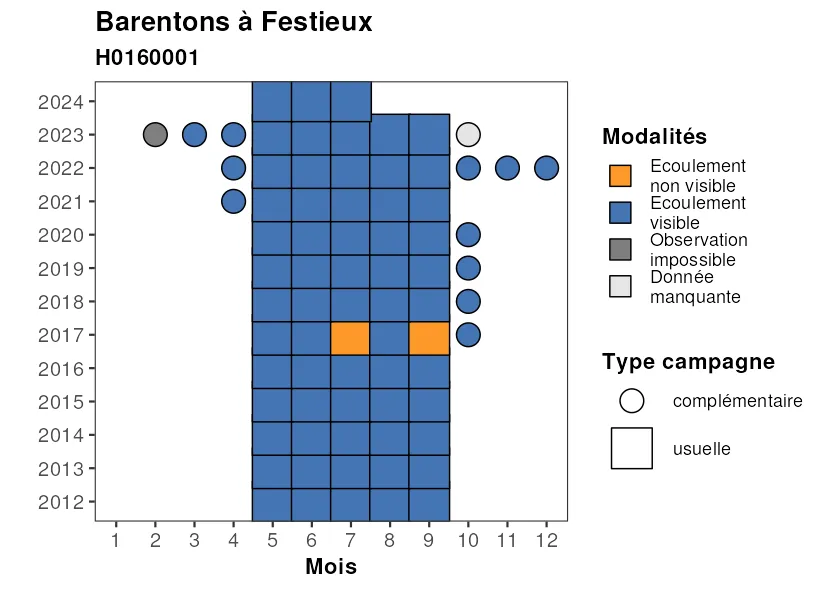 Barentons à Festieux
H0160001
2024
2023
2022
2021
2020
2019
2018
2017
2016
2015
2014
2013
2012
1 2 3 4 5 6 7 8 9 10 11 12
Mois
Modalités
Ecoulement
non visible
Ecoulement
visible
Observation
impossible
Donnée
manquante
Type campagne
complémentaire
usuelle